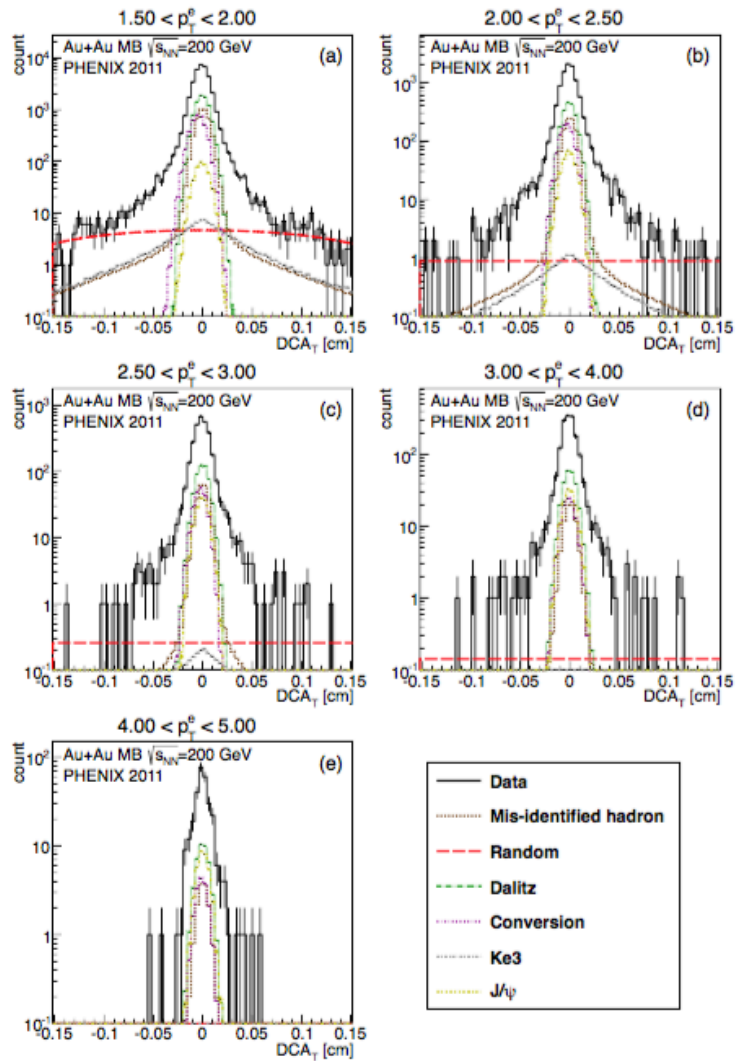 1.50 < p_T^e < 2.00
count
Au+Au MB √s_NN=200 GeV (a)
PHENIX 2011
10^4
10^3
10^2
10
1
10^-1
-0.15 -0.1 -0.05 0 0.05 0.1 0.15
DCA_T [cm]
2.00 < p_T^e < 2.50
count
Au+Au MB √s_NN=200 GeV (b)
PHENIX 2011
10^3
10^2
10
1
10^-1
-0.15 -0.1 -0.05 0 0.05 0.1 0.15
DCA_T [cm]
2.50 < p_T^e < 3.00
count
Au+Au MB √s_NN=200 GeV (c)
PHENIX 2011
10^3
10^2
10
1
10^-1
-0.15 -0.1 -0.05 0 0.05 0.1 0.15
DCA_T [cm]
3.00 < p_T^e < 4.00
count
Au+Au MB √s_NN=200 GeV (d)
PHENIX 2011
10^2
10
1
10^-1
-0.15 -0.1 -0.05 0 0.05 0.1 0.15
DCA_T [cm]
4.00 < p_T^e < 5.00
count
Au+Au MB √s_NN=200 GeV (e)
PHENIX 2011
10^2
10
1
10^-1
-0.15 -0.1 -0.05 0 0.05 0.1 0.15
DCA_T [cm]
Data
Mis-identified hadron
Random
Dalitz
Conversion
Ke3
J/ψ